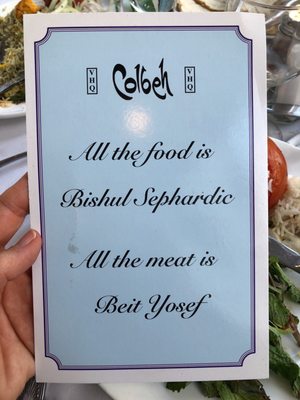 VHQ Colbeh VHQ
All the food is
Bishul Sephardic
All the meat is
Beit Yosef